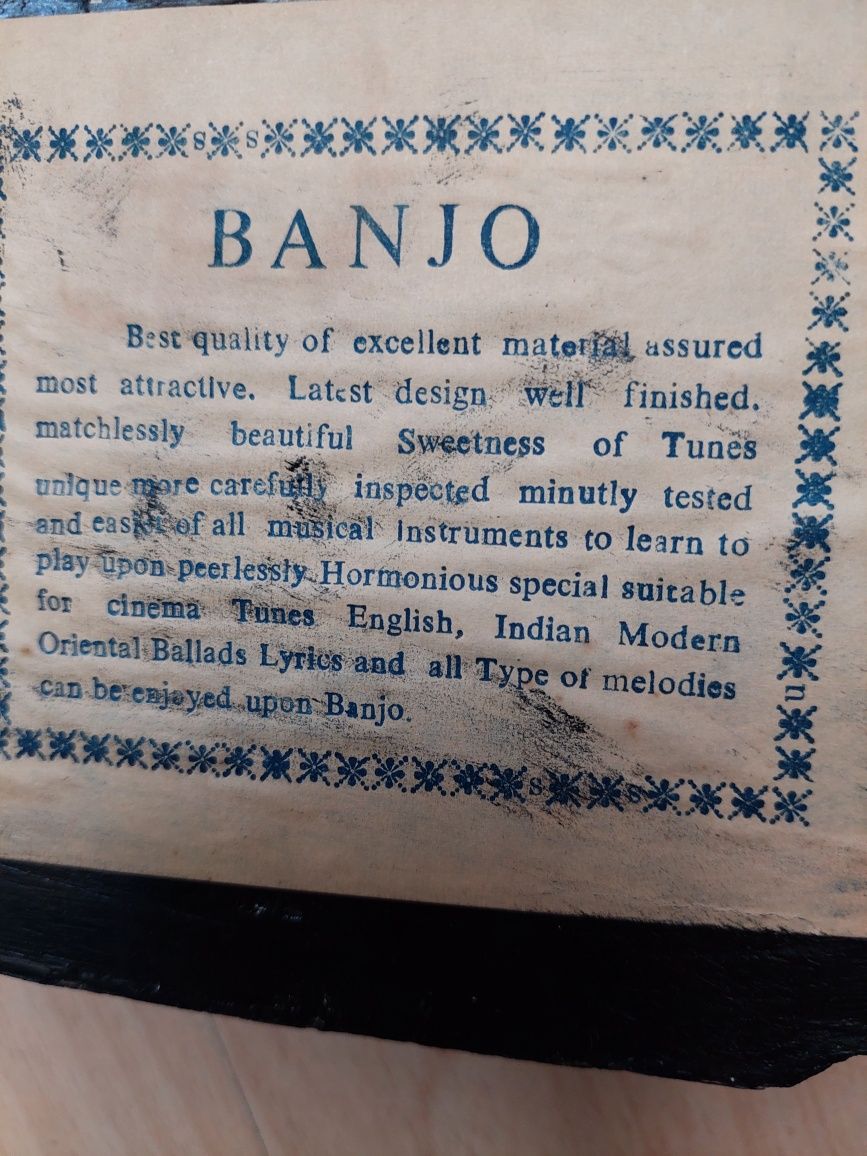 BANJO
Best quality of excellent material assured
most attractive. Latest design well finished.
matchlessly beautiful Sweetness of Tunes
unique more carefully inspected minutly tested
and easier of all musical instruments to learn to
play upon peerlessly Hormonious special suitable
for cinema Tunes English, Indian Modern
Oriental Ballads Lyrics and all Type of melodies
can be enjoyed upon Banjo.